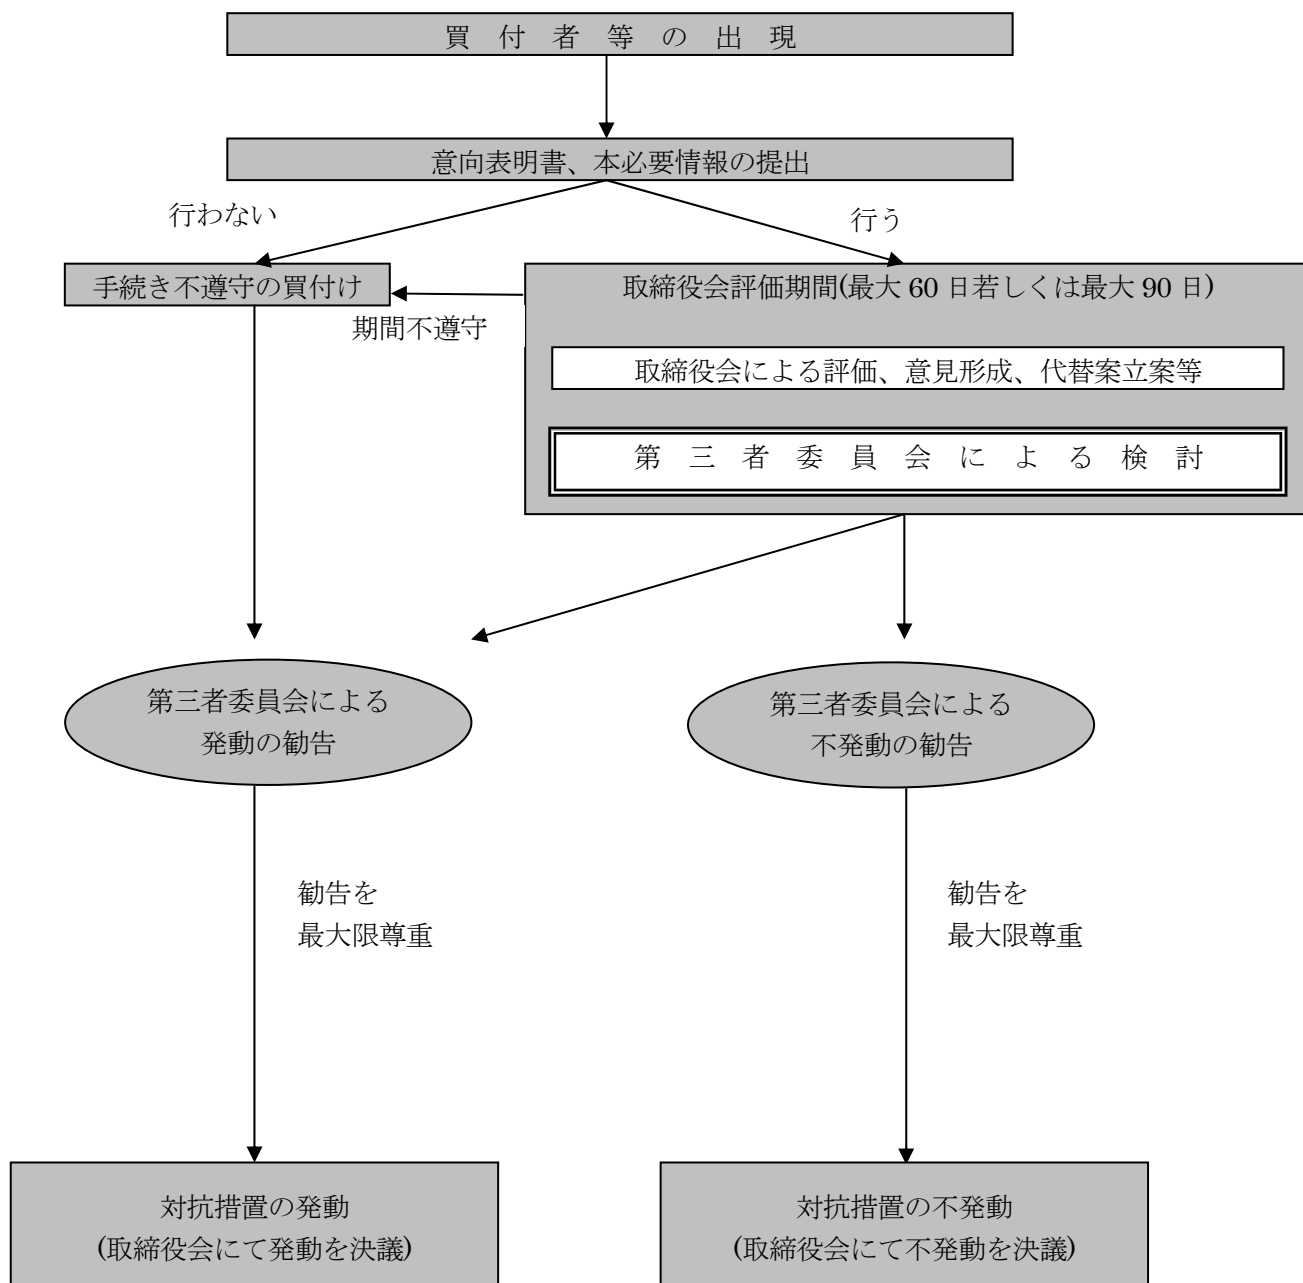 買付者等の出現
意向表明書、本必要情報の提出
行わない
行う
手続き不遵守の買付け
取締役会評価期間(最大 60 日若しくは最大 90 日)
期間不遵守
取締役会による評価、意見形成、代替案立案等
第三者委員会による検討
第三者委員会による
発動の勧告
第三者委員会による
不発動の勧告
勧告を
最大限尊重
勧告を
最大限尊重
対抗措置の発動
(取締役会にて発動を決議)
対抗措置の不発動
(取締役会にて不発動を決議)